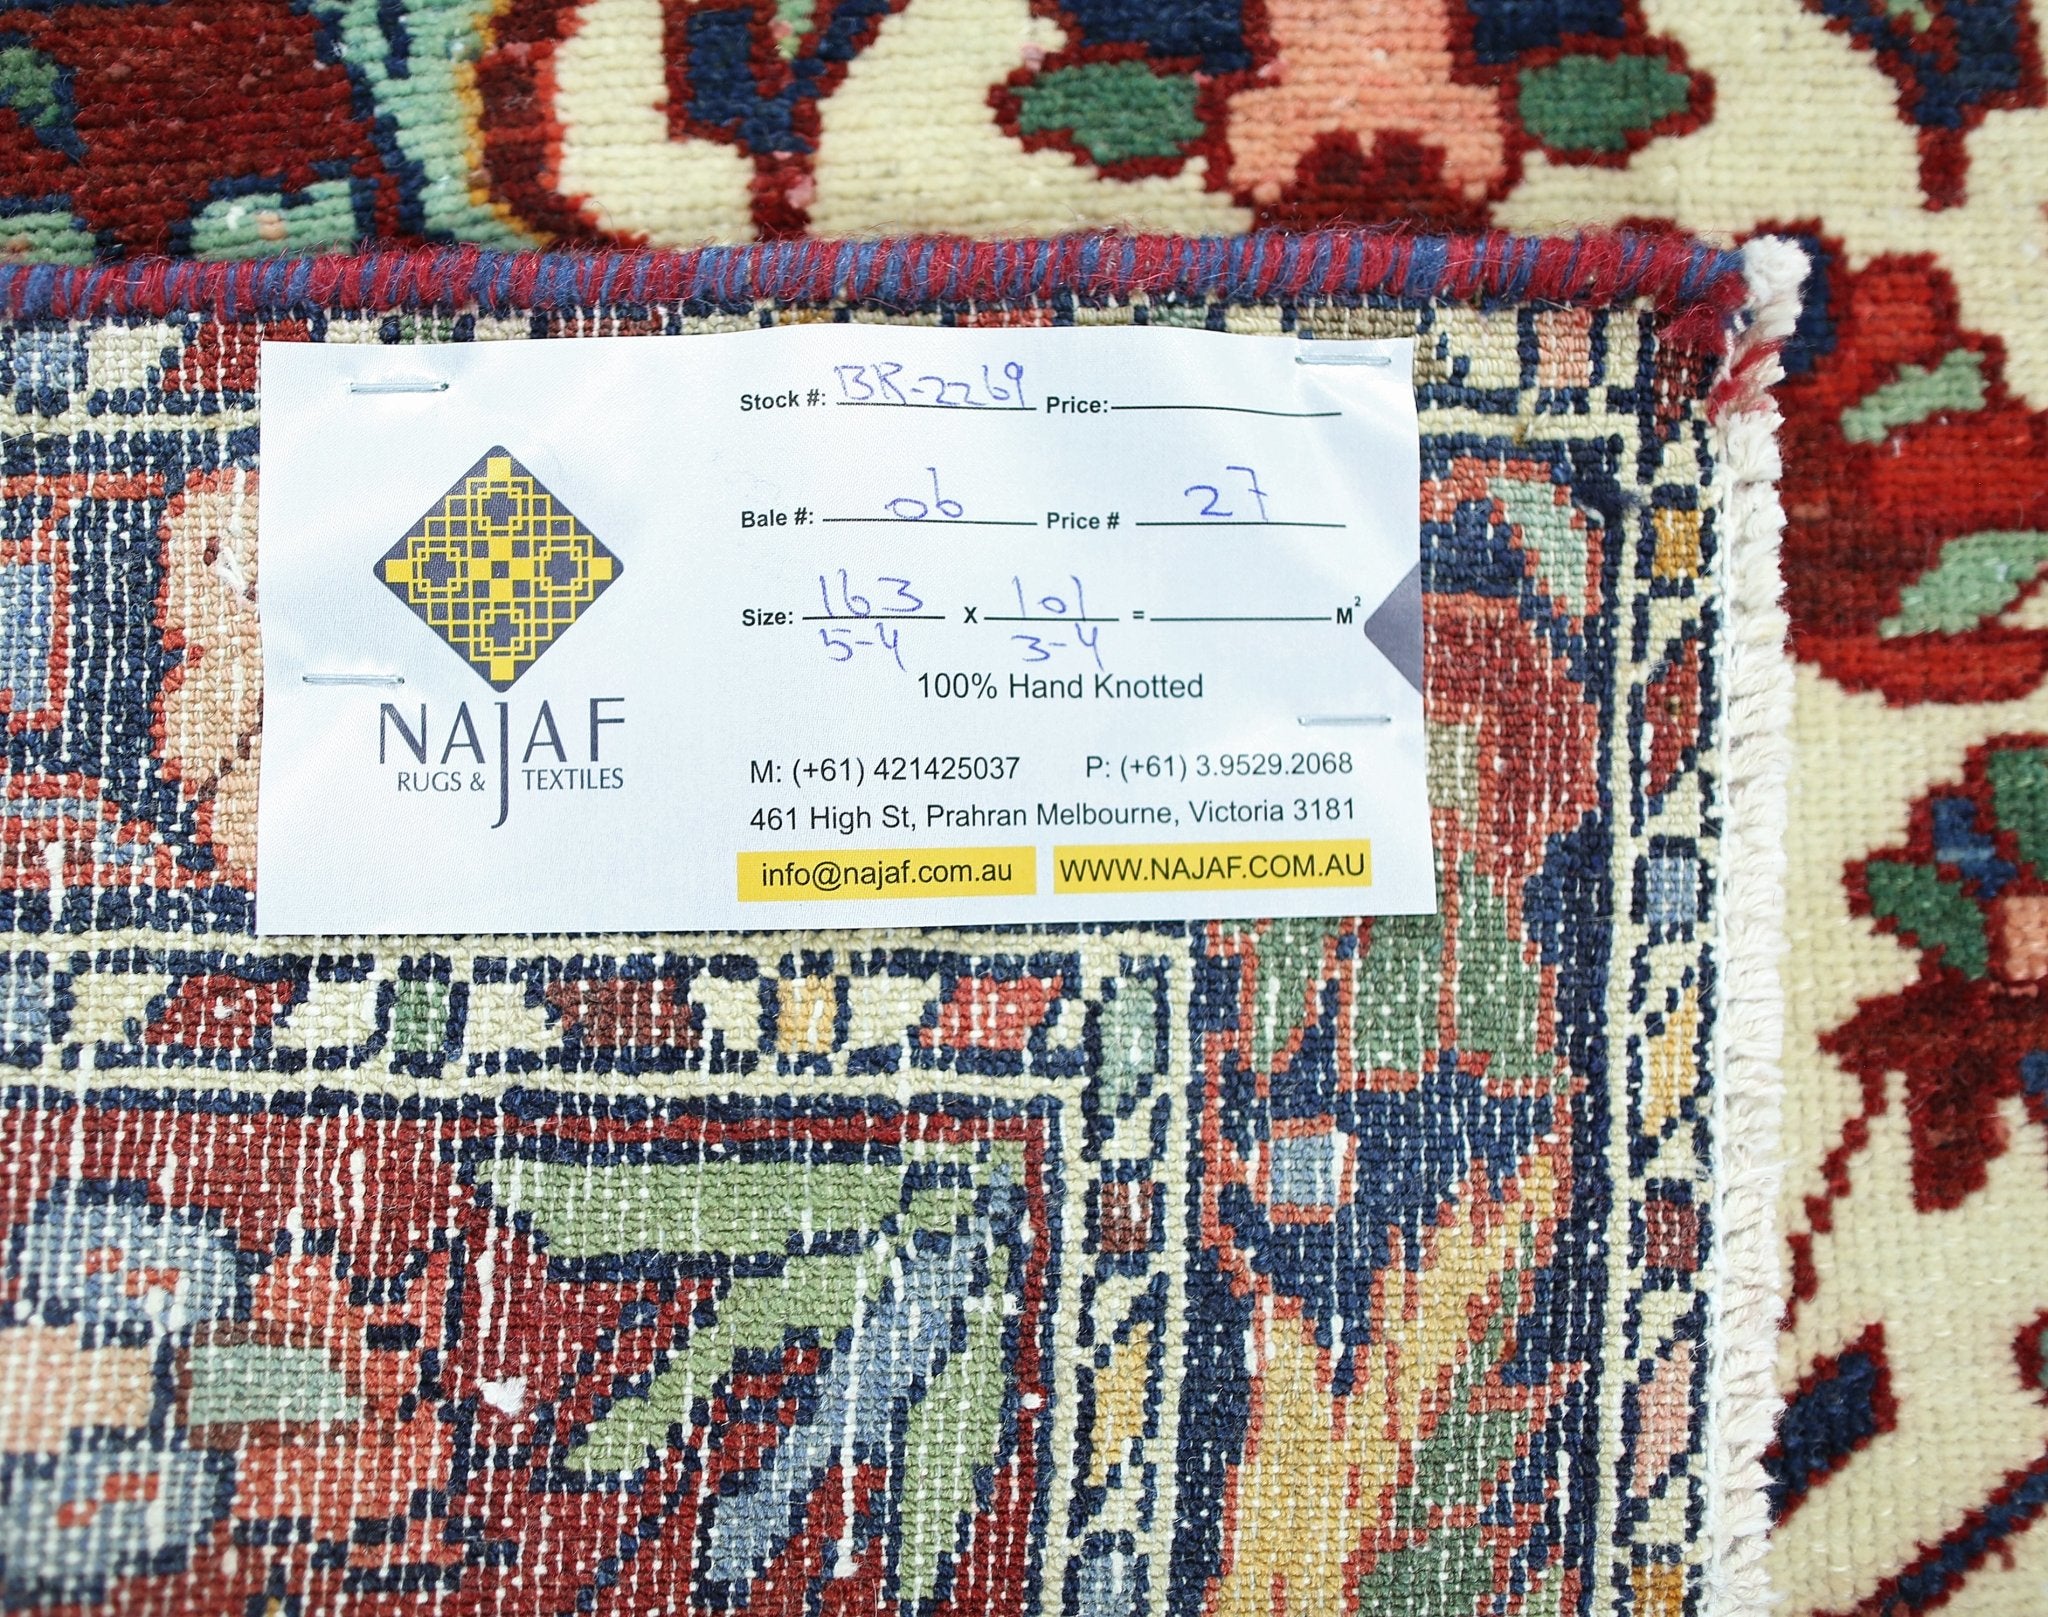 Stock #: BR-2269 Price:
Bale #: 06 Price # 27
Size: 163 X 101 = M²
5-4 3-4
100% Hand Knotted
NAJAF
RUGS & TEXTILES
M: (+61) 421425037 P: (+61) 3.9529.2068
461 High St, Prahran Melbourne, Victoria 3181
info@najaf.com.au WWW.NAJAF.COM.AU